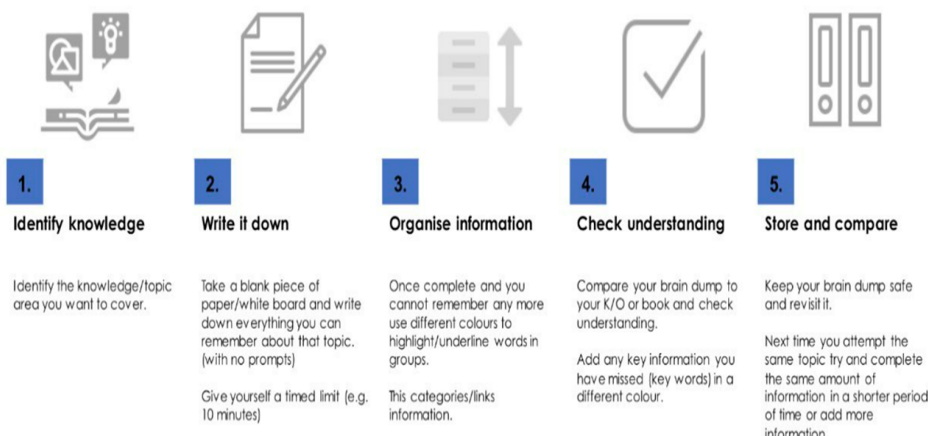 1.
Identify knowledge
Identify the knowledge/topic
area you want to cover.
2.
Write it down
Take a blank piece of
paper/white board and write
down everything you can
remember about that topic.
(with no prompts)
Give yourself a timed limit (e.g.
10 minutes)
3.
Organise information
Once complete and you
cannot remember any more
use different colours to
highlight/underline words in
groups.
This categories/links
information.
4.
Check understanding
Compare your brain dump to
your K/O or book and check
understanding.
Add any key information you
have missed (key words) in a
different colour.
5.
Store and compare
Keep your brain dump safe
and revisit it.
Next time you attempt the
same topic try and complete
the same amount of
information in a shorter period
of time or add more
information